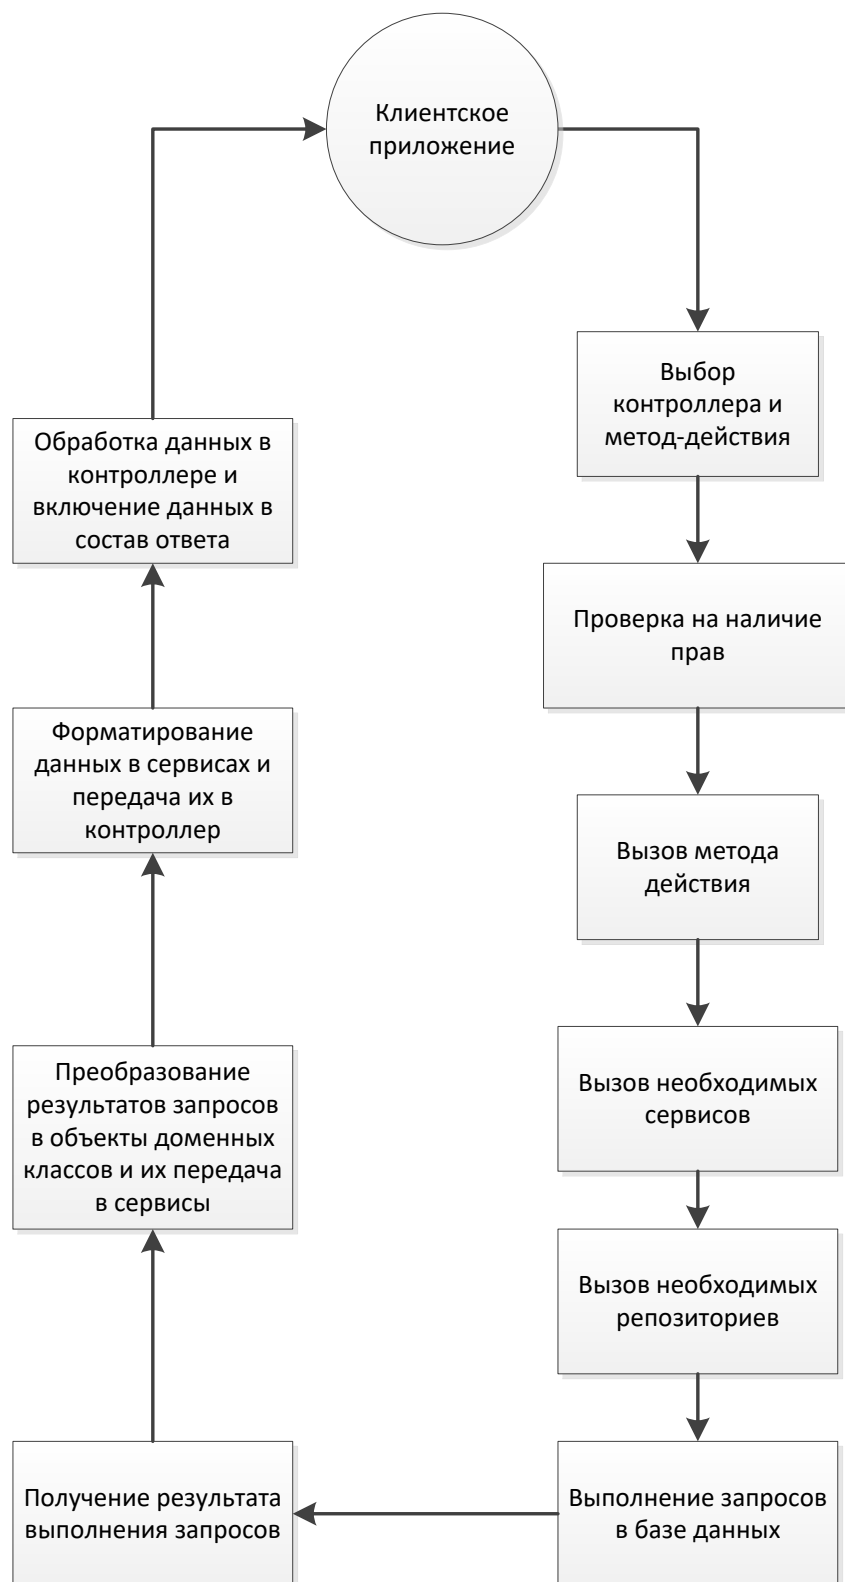 Клиентское
приложение
Выбор
контроллера и
метод-действия
Проверка на наличие
прав
Вызов метода
действия
Вызов необходимых
сервисов
Вызов необходимых
репозиториев
Выполнение запросов
в базе данных
Получение результата
выполнения запросов
Преобразование
результатов запросов
в объекты доменных
классов и их передача
в сервисы
Форматирование
данных в сервисах и
передача их в
контроллер
Обработка данных в
контроллере и
включение данных в
состав ответа